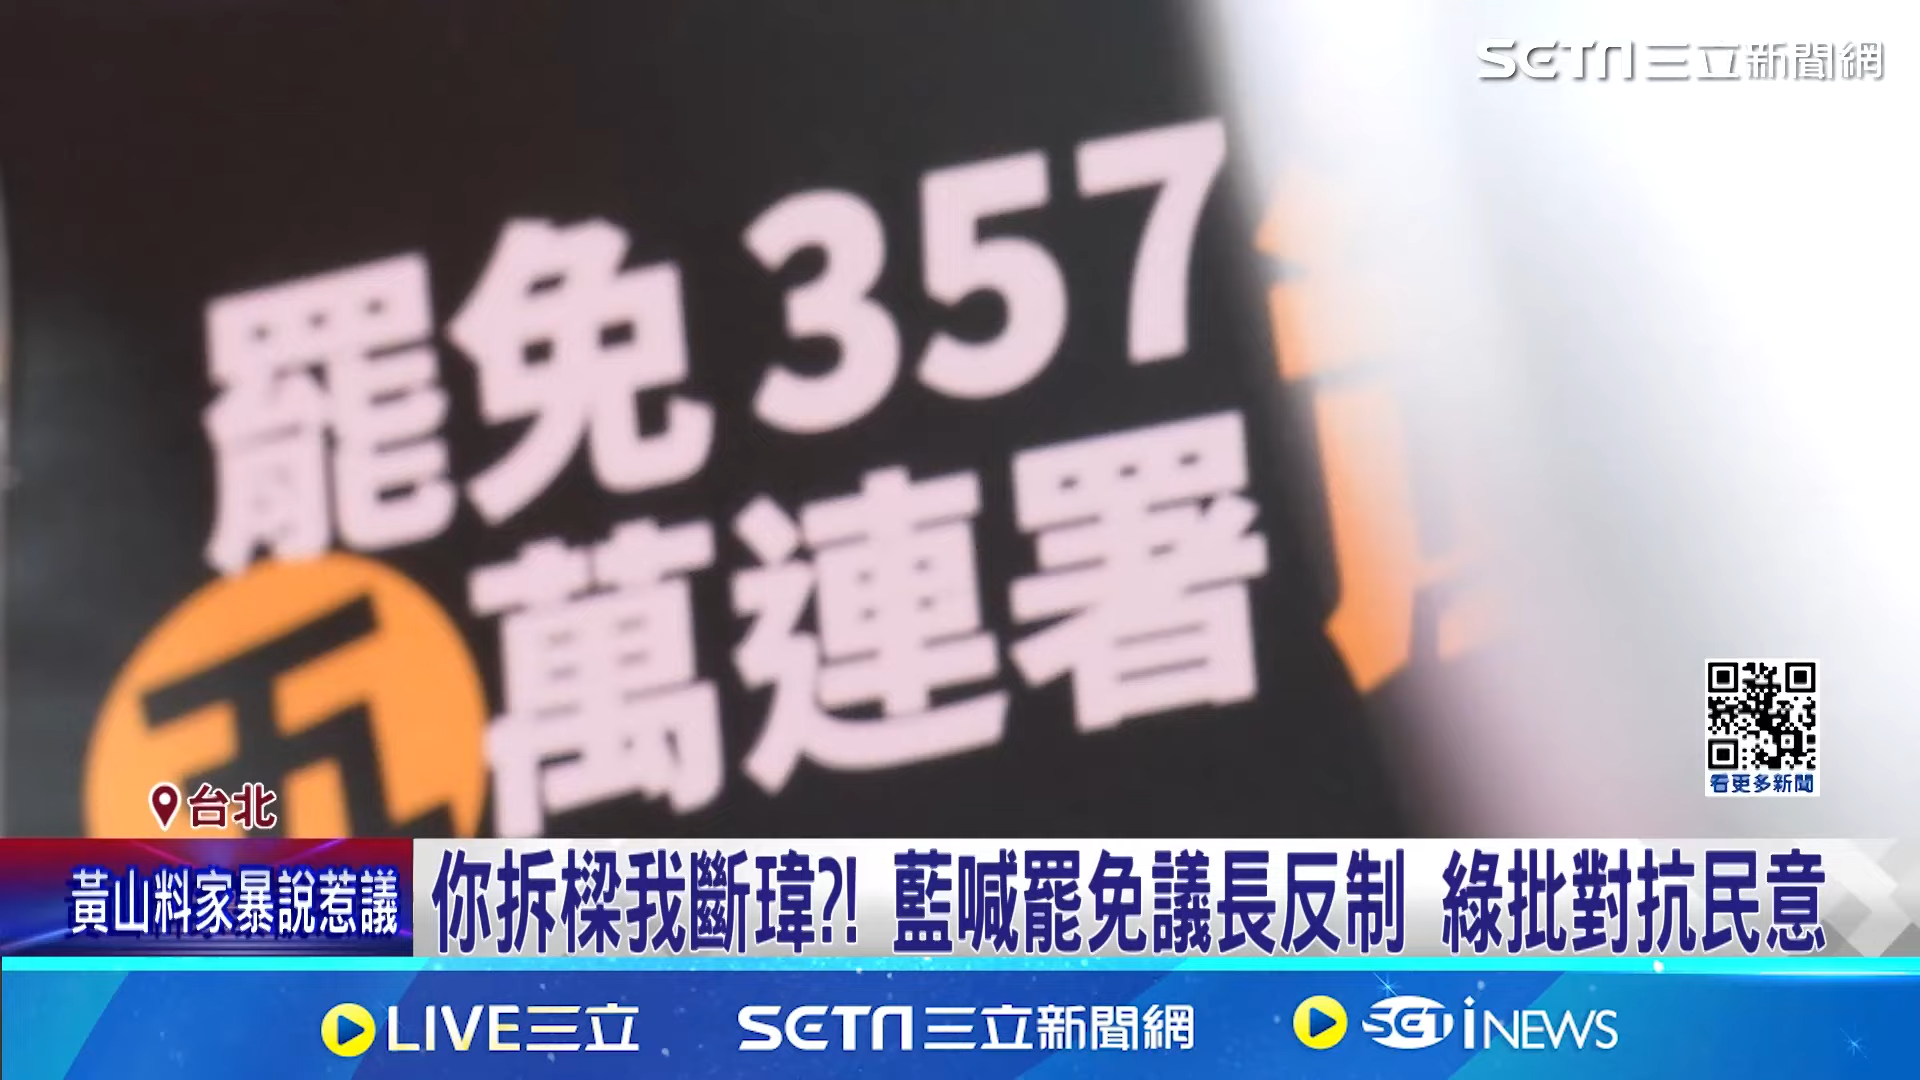 SETN三立新聞網
罷免357
五萬連署
看更多新聞
台北
黃山料家暴說惹議
你拆樑我斷瑋?! 藍喊罷免議長反制 綠批對抗民意
LIVE三立
SETN三立新聞網
SET iNEWS